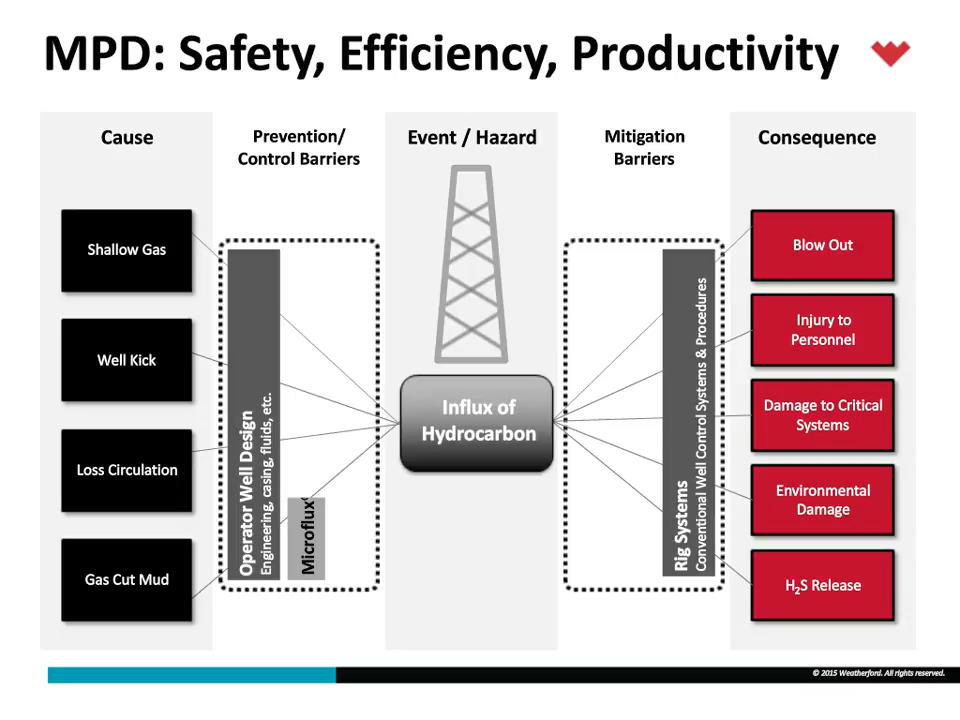 MPD: Safety, Efficiency, Productivity
Cause
Prevention/
Control Barriers
Event / Hazard
Mitigation
Barriers
Consequence
Shallow Gas
Well Kick
Loss Circulation
Gas Cut Mud
Operator Well Design
Engineering, casing, fluids, etc.
Microflux
Influx of
Hydrocarbon
Rig Systems
Conventional Well Control Systems & Procedures
Blow Out
Injury to
Personnel
Damage to Critical
Systems
Environmental
Damage
H₂S Release
© 2015 Weatherford. All rights reserved.